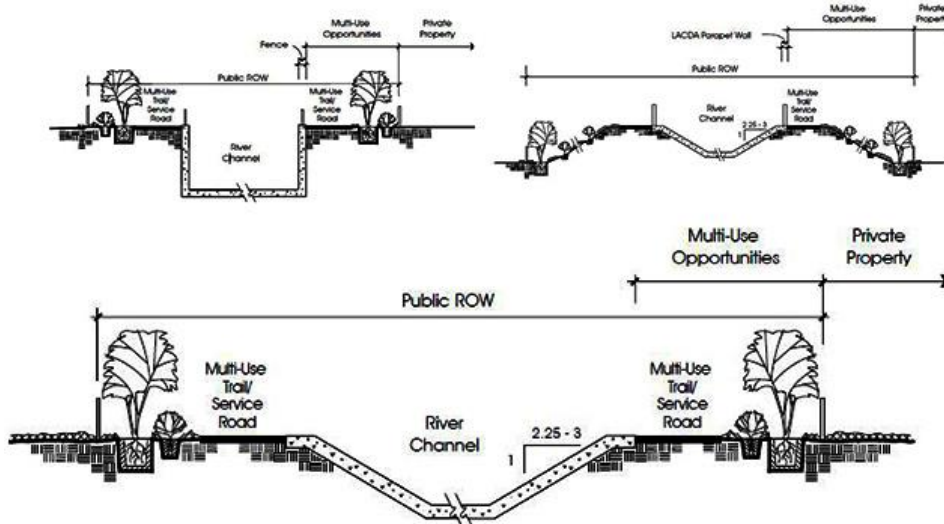 Multi-Use
Opportunities
Private
Property
Fence
Public ROW
Multi-Use
Trail/
Service
Road
Multi-Use
Trail/
Service
Road
River
Channel
Multi-Use
Opportunities
Private
Property
LACDA Parapet Wall
Public ROW
River
Channel
2.25 - 3
1
Multi-Use
Trail/
Service
Road
Multi-Use
Opportunities
Private
Property
Public ROW
Multi-Use
Trail/
Service
Road
River
Channel
2.25 - 3
1
Multi-Use
Trail/
Service
Road